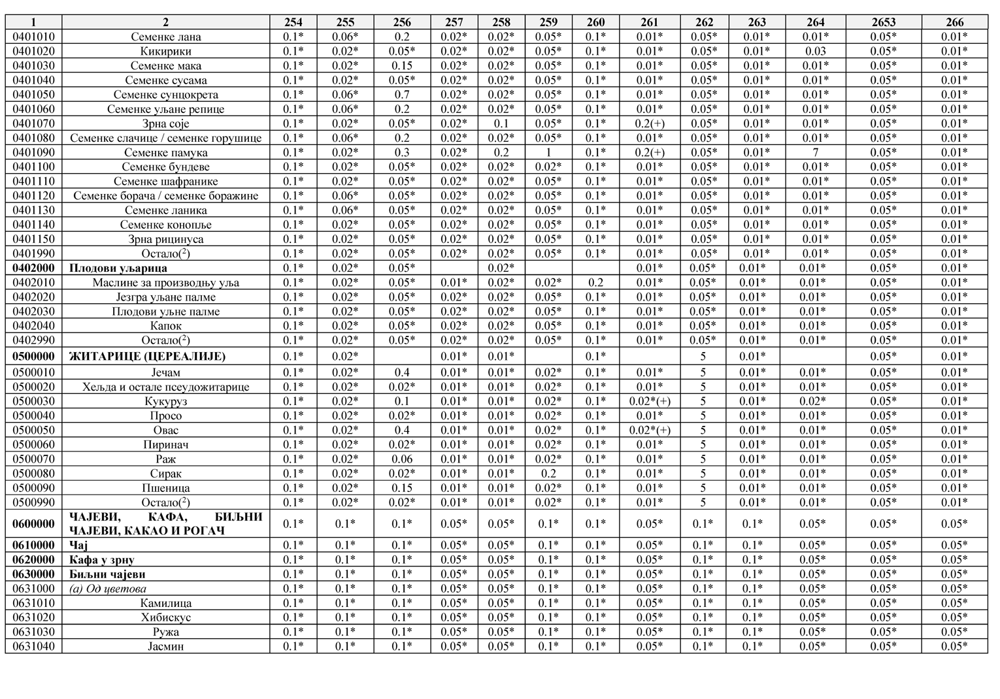 1 2 254 255 256 257 258 259 260 261 262 263 264 2653 266
0401010 Семенке лана 0.1* 0.06* 0.2 0.02* 0.02* 0.05* 0.1* 0.01* 0.05* 0.01* 0.01* 0.05* 0.01*
0401020 Кикирики 0.1* 0.02* 0.05* 0.02* 0.02* 0.05* 0.1* 0.01* 0.05* 0.01* 0.03 0.05* 0.01*
0401030 Семенке мака 0.1* 0.02* 0.15 0.02* 0.02* 0.05* 0.1* 0.01* 0.05* 0.01* 0.01* 0.05* 0.01*
0401040 Семенке сусама 0.1* 0.02* 0.05* 0.02* 0.02* 0.05* 0.1* 0.01* 0.05* 0.01* 0.01* 0.05* 0.01*
0401050 Семенке сунцокрета 0.1* 0.06* 0.7 0.02* 0.02* 0.05* 0.1* 0.01* 0.05* 0.01* 0.01* 0.05* 0.01*
0401060 Семенке уљане репице 0.1* 0.06* 0.2 0.02* 0.02* 0.05* 0.1* 0.01* 0.05* 0.01* 0.01* 0.05* 0.01*
0401070 Зрна соје 0.1* 0.02* 0.05* 0.02* 0.1 0.05* 0.1* 0.2(+) 0.05* 0.01* 0.01* 0.05* 0.01*
0401080 Семенке слачице / семенке горушице 0.1* 0.06* 0.2 0.02* 0.02* 0.05* 0.1* 0.01* 0.05* 0.01* 0.01* 0.05* 0.01*
0401090 Семенке памука 0.1* 0.02* 0.3 0.02* 0.2 1 0.1* 0.2(+) 0.05* 0.01* 7 0.05* 0.01*
0401100 Семенке бундеве 0.1* 0.02* 0.05* 0.02* 0.02* 0.02* 0.1* 0.01* 0.05* 0.01* 0.01* 0.05* 0.01*
0401110 Семенке шафранике 0.1* 0.02* 0.05* 0.02* 0.02* 0.05* 0.1* 0.01* 0.05* 0.01* 0.01* 0.05* 0.01*
0401120 Семенке борача / семенке боражине 0.1* 0.06* 0.05* 0.02* 0.02* 0.05* 0.1* 0.01* 0.05* 0.01* 0.01* 0.05* 0.01*
0401130 Семенке ланика 0.1* 0.06* 0.05* 0.02* 0.02* 0.05* 0.1* 0.01* 0.05* 0.01* 0.01* 0.05* 0.01*
0401140 Семенке конопље 0.1* 0.02* 0.05* 0.02* 0.02* 0.05* 0.1* 0.01* 0.05* 0.01* 0.01* 0.05* 0.01*
0401150 Зрна рицинуса 0.1* 0.02* 0.05* 0.02* 0.02* 0.05* 0.1* 0.01* 0.05* 0.01* 0.01* 0.05* 0.01*
0401990 Остало(²) 0.1* 0.02* 0.05* 0.02* 0.02* 0.05* 0.1* 0.01* 0.05* 0.01* 0.01* 0.05* 0.01*
0402000 Плодови уљарица 0.1* 0.02* 0.05* 0.02* 0.01* 0.05* 0.01* 0.01* 0.05* 0.01*
0402010 Маслине за производњу уља 0.1* 0.02* 0.05* 0.01* 0.02* 0.02* 0.2 0.01* 0.05* 0.01* 0.01* 0.05* 0.01*
0402020 Језгра уљане палме 0.1* 0.02* 0.05* 0.02* 0.02* 0.05* 0.1* 0.01* 0.05* 0.01* 0.01* 0.05* 0.01*
0402030 Плодови уљне палме 0.1* 0.02* 0.05* 0.02* 0.02* 0.05* 0.1* 0.01* 0.05* 0.01* 0.01* 0.05* 0.01*
0402040 Капок 0.1* 0.02* 0.05* 0.02* 0.02* 0.05* 0.1* 0.01* 0.05* 0.01* 0.01* 0.05* 0.01*
0402990 Остало(²) 0.1* 0.02* 0.05* 0.02* 0.02* 0.05* 0.1* 0.01* 0.05* 0.01* 0.01* 0.05* 0.01*
0500000 ЖИТАРИЦЕ (ЦЕРЕАЛИЈЕ) 0.1* 0.02* 0.01* 0.01* 0.1* 5 0.01* 0.05* 0.01*
0500010 Јечам 0.1* 0.02* 0.4 0.01* 0.01* 0.02* 0.1* 0.01* 5 0.01* 0.01* 0.05* 0.01*
0500020 Хељда и остале псеудожитарице 0.1* 0.02* 0.02* 0.01* 0.01* 0.02* 0.1* 0.01* 5 0.01* 0.01* 0.05* 0.01*
0500030 Кукуруз 0.1* 0.02* 0.1 0.01* 0.01* 0.02* 0.1* 0.02*(+) 5 0.01* 0.02* 0.05* 0.01*
0500040 Просо 0.1* 0.02* 0.02* 0.01* 0.01* 0.02* 0.1* 0.01* 5 0.01* 0.01* 0.05* 0.01*
0500050 Овас 0.1* 0.02* 0.4 0.01* 0.01* 0.02* 0.1* 0.02*(+) 5 0.01* 0.01* 0.05* 0.01*
0500060 Пиринач 0.1* 0.02* 0.02* 0.01* 0.01* 0.02* 0.1* 0.01* 5 0.01* 0.01* 0.05* 0.01*
0500070 Раж 0.1* 0.02* 0.06 0.01* 0.01* 0.02* 0.1* 0.01* 5 0.01* 0.01* 0.05* 0.01*
0500080 Сирак 0.1* 0.02* 0.02* 0.01* 0.01* 0.2 0.1* 0.01* 5 0.01* 0.01* 0.05* 0.01*
0500090 Пшеница 0.1* 0.02* 0.15 0.01* 0.01* 0.02* 0.1* 0.01* 5 0.01* 0.01* 0.05* 0.01*
0500990 Остало(²) 0.1* 0.02* 0.02* 0.01* 0.01* 0.02* 0.1* 0.01* 5 0.01* 0.01* 0.05* 0.01*
0600000 ЧАЈЕВИ, КАФА, БИЉНИ
ЧАЈЕВИ, КАКАО И РОГАЧ 0.1* 0.1* 0.1* 0.05* 0.05* 0.1* 0.1* 0.05* 0.1* 0.1* 0.05* 0.05* 0.05*
0610000 Чај 0.1* 0.1* 0.1* 0.05* 0.05* 0.1* 0.1* 0.05* 0.1* 0.1* 0.05* 0.05* 0.05*
0620000 Кафа у зрну 0.1* 0.1* 0.1* 0.05* 0.05* 0.1* 0.1* 0.05* 0.1* 0.1* 0.05* 0.05* 0.05*
0630000 Биљни чајеви 0.1* 0.1* 0.1* 0.05* 0.05* 0.1* 0.1* 0.05* 0.1* 0.1* 0.05* 0.05* 0.05*
0631000 (а) Од цветова 0.1* 0.1* 0.1* 0.05* 0.05* 0.1* 0.1* 0.05* 0.1* 0.1* 0.05* 0.05* 0.05*
0631010 Камилица 0.1* 0.1* 0.1* 0.05* 0.05* 0.1* 0.1* 0.05* 0.1* 0.1* 0.05* 0.05* 0.05*
0631020 Хибискус 0.1* 0.1* 0.1* 0.05* 0.05* 0.1* 0.1* 0.05* 0.1* 0.1* 0.05* 0.05* 0.05*
0631030 Ружа 0.1* 0.1* 0.1* 0.05* 0.05* 0.1* 0.1* 0.05* 0.1* 0.1* 0.05* 0.05* 0.05*
0631040 Јасмин 0.1* 0.1* 0.1* 0.05* 0.05* 0.1* 0.1* 0.05* 0.1* 0.1* 0.05* 0.05* 0.05*